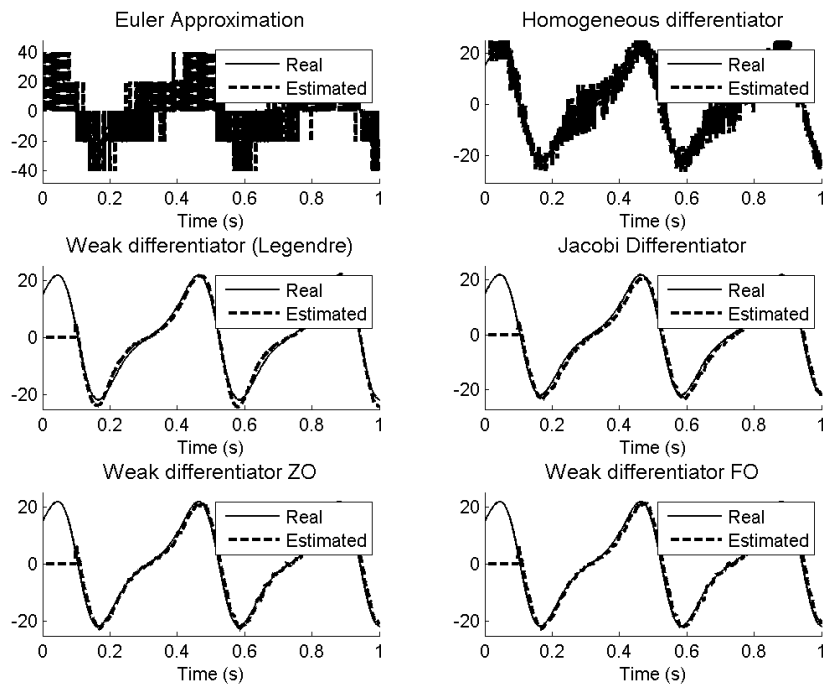 Euler Approximation
40
20
0
-20
-40
Real
Estimated
0 0.2 0.4 0.6 0.8 1
Time (s)
Homogeneous differentiator
20
0
-20
Real
Estimated
0 0.2 0.4 0.6 0.8 1
Time (s)
Weak differentiator (Legendre)
20
0
-20
Real
Estimated
0 0.2 0.4 0.6 0.8 1
Time (s)
Jacobi Differentiator
20
0
-20
Real
Estimated
0 0.2 0.4 0.6 0.8 1
Time (s)
Weak differentiator ZO
20
0
-20
Real
Estimated
0 0.2 0.4 0.6 0.8 1
Time (s)
Weak differentiator FO
20
0
-20
Real
Estimated
0 0.2 0.4 0.6 0.8 1
Time (s)